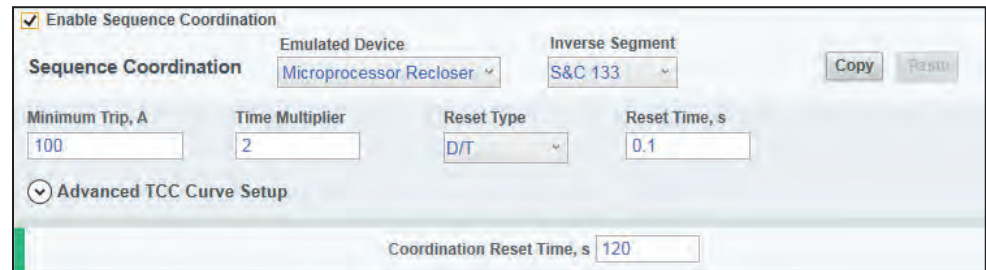 Enable Sequence Coordination
Emulated Device Inverse Segment
Sequence Coordination Microprocessor Recloser S&C 133 Copy Paste
Minimum Trip, A Time Multiplier Reset Type Reset Time, s
100 2 D/T 0.1
Advanced TCC Curve Setup
Coordination Reset Time, s 120